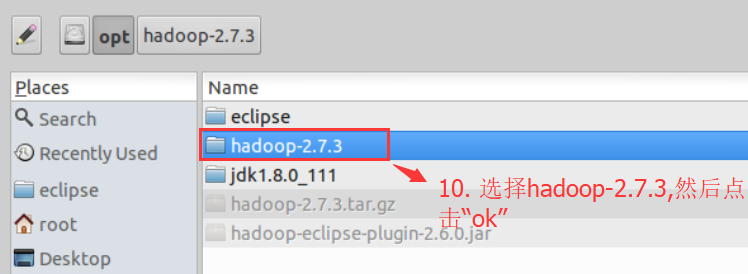 opt hadoop-2.7.3
Places
Name
Search
eclipse
Recently Used
hadoop-2.7.3
eclipse
jdk1.8.0_111
root
hadoop-2.7.3.tar.gz
Desktop
hadoop-eclipse-plugin-2.6.0.jar
10. 选择hadoop-2.7.3,然后点
击“ok”